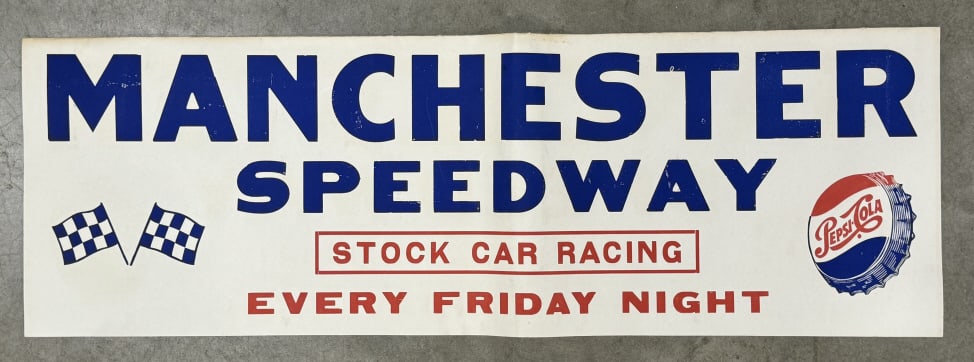 MANCHESTER
SPEEDWAY
STOCK CAR RACING
EVERY FRIDAY NIGHT
PEPSI-COLA